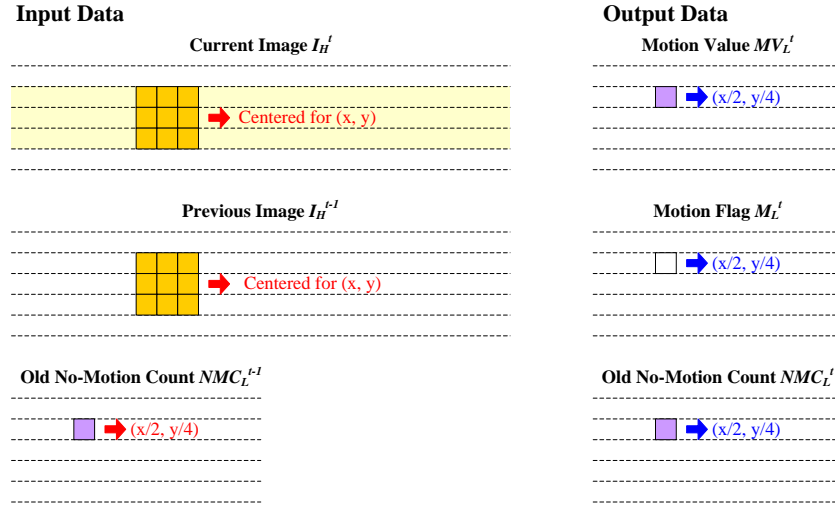 Input Data
Output Data
Current Image I_H^t
Motion Value MV_L^t
Centered for (x, y)
(x/2, y/4)
Previous Image I_H^t-1
Motion Flag M_L^t
Centered for (x, y)
(x/2, y/4)
Old No-Motion Count NMC_L^t-1
Old No-Motion Count NMC_L^t
(x/2, y/4)
(x/2, y/4)